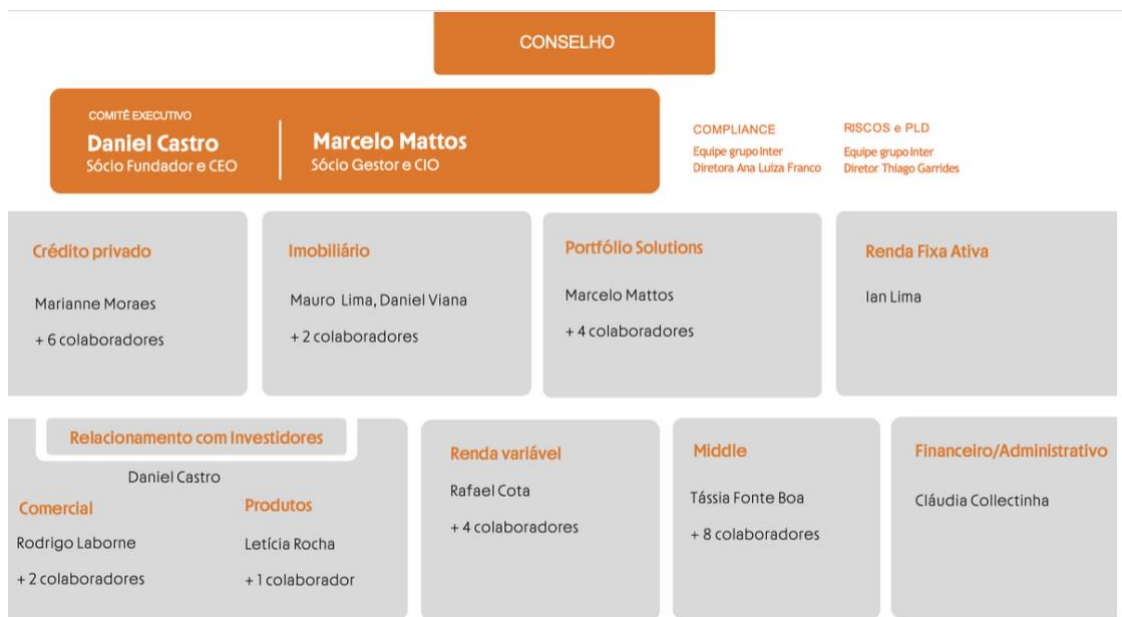 CONSELHO
COMITÊ EXECUTIVO
Daniel Castro
Sócio Fundador e CEO
Marcelo Mattos
Sócio Gestor e CIO
COMPLIANCE
Equipe grupo Inter
Diretora Ana Luiza Franco
RISCOS e PLD
Equipe grupo Inter
Diretor Thiago Garrides
Crédito privado
Marianne Moraes
+ 6 colaboradores
Imobiliário
Mauro Lima, Daniel Viana
+ 2 colaboradores
Portfólio Solutions
Marcelo Mattos
+ 4 colaboradores
Renda Fixa Ativa
Ian Lima
Relacionamento com Investidores
Daniel Castro
Comercial
Rodrigo Laborne
+ 2 colaboradores
Produtos
Letícia Rocha
+ 1 colaborador
Renda variável
Rafael Cota
+ 4 colaboradores
Middle
Tássia Fonte Boa
+ 8 colaboradores
Financeiro/Administrativo
Cláudia Collectinha